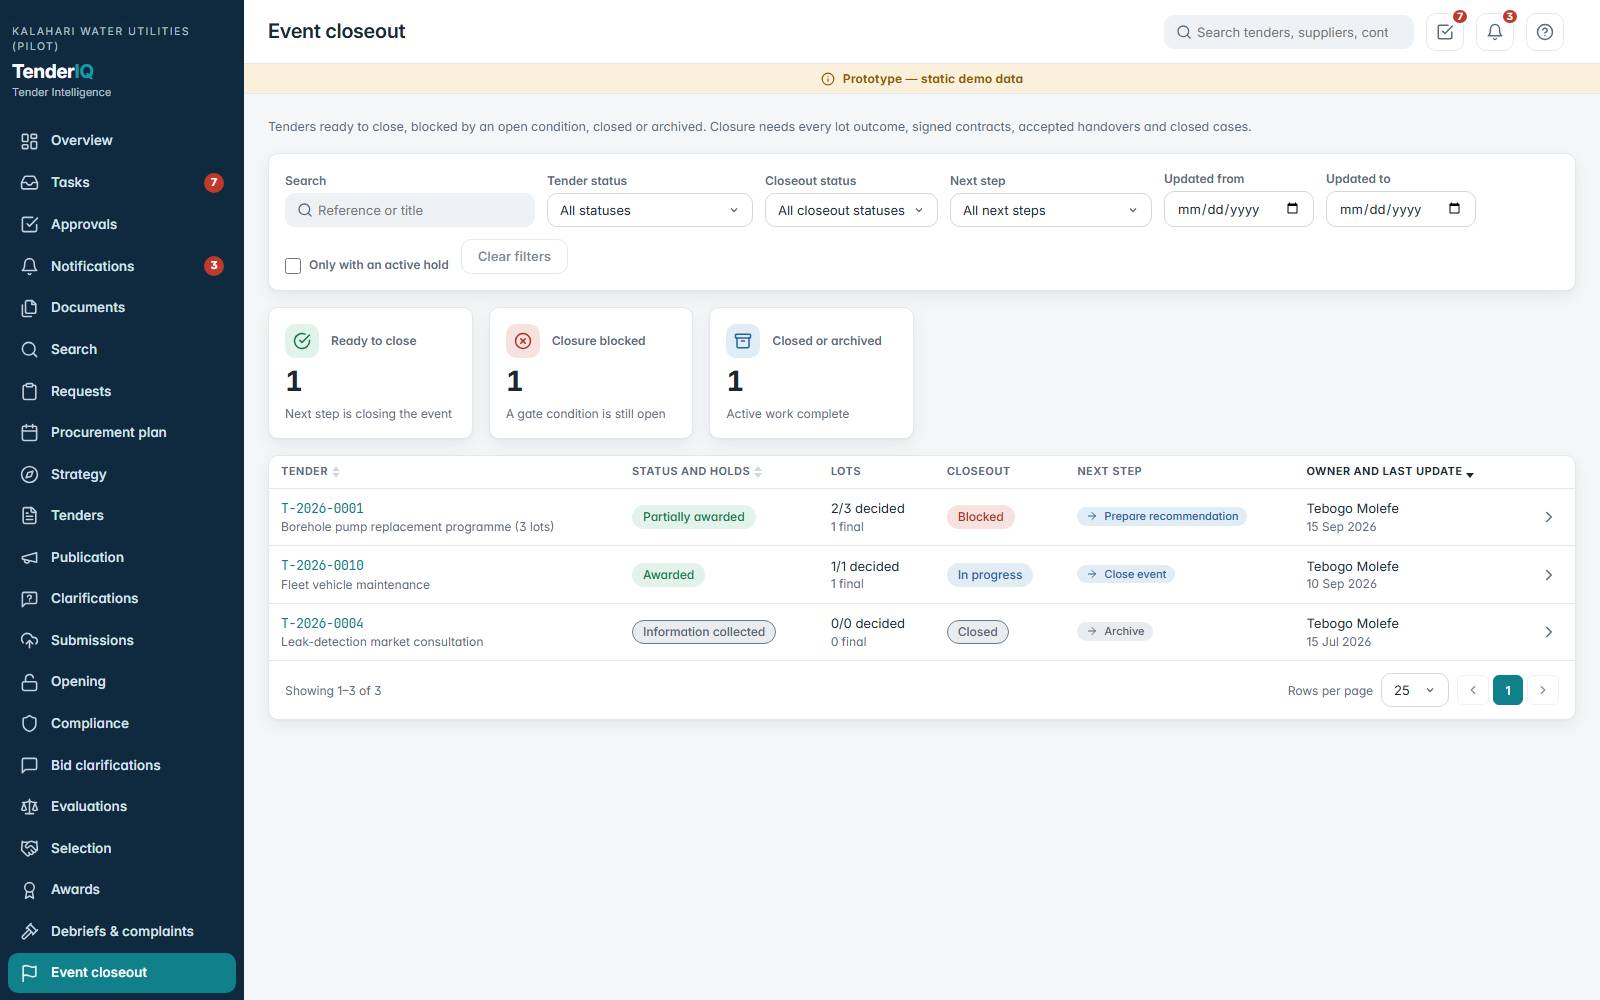 KALAHARI WATER UTILITIES
(PILOT)
TenderIQ
Tender Intelligence
Overview
Tasks 7
Approvals
Notifications 3
Documents
Search
Requests
Procurement plan
Strategy
Tenders
Publication
Clarifications
Submissions
Opening
Compliance
Bid clarifications
Evaluations
Selection
Awards
Debriefs & complaints
Event closeout
Event closeout
Search tenders, suppliers, cont
7
3
Prototype — static demo data
Tenders ready to close, blocked by an open condition, closed or archived. Closure needs every lot outcome, signed contracts, accepted handovers and closed cases.
Search Tender status Closeout status Next step Updated from Updated to
Reference or title All statuses All closeout statuses All next steps mm/dd/yyyy mm/dd/yyyy
Only with an active hold Clear filters
Ready to close
1
Next step is closing the event
Closure blocked
1
A gate condition is still open
Closed or archived
1
Active work complete
TENDER STATUS AND HOLDS LOTS CLOSEOUT NEXT STEP OWNER AND LAST UPDATE
T-2026-0001 Partially awarded 2/3 decided Blocked Prepare recommendation Tebogo Molefe
Borehole pump replacement programme (3 lots) 1 final 15 Sep 2026
T-2026-0010 Awarded 1/1 decided In progress Close event Tebogo Molefe
Fleet vehicle maintenance 1 final 10 Sep 2026
T-2026-0004 Information collected 0/0 decided Closed Archive Tebogo Molefe
Leak-detection market consultation 0 final 15 Jul 2026
Showing 1–3 of 3 Rows per page 25 1